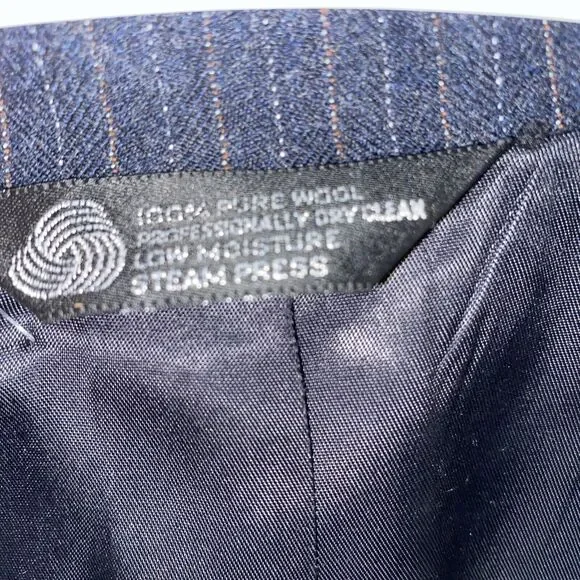 100% PURE WOOL
PROFESSIONALLY DRY CLEAN
LOW MOISTURE
STEAM PRESS